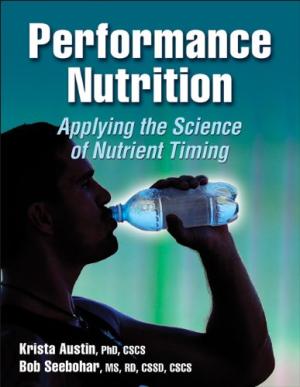 Performance
Nutrition
Applying the Science
of Nutrient Timing
Krista Austin, PhD, CSCS
Bob Seebohar, MS, RD, CSSD, CSCS